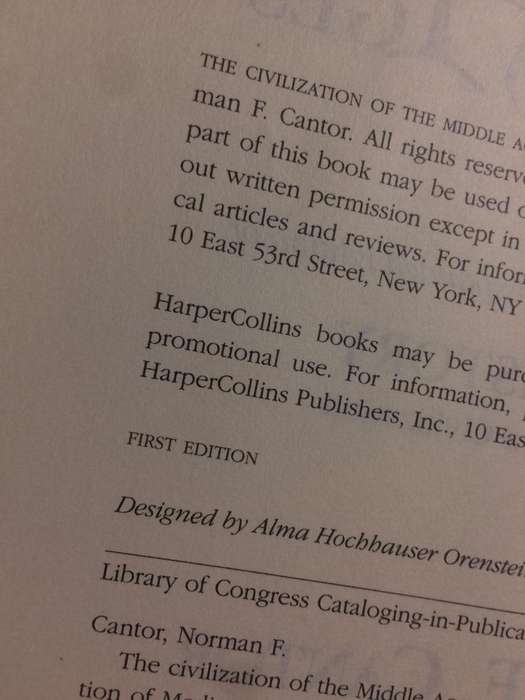 THE CIVILIZATION OF THE MIDDLE
man F. Cantor. All rights
part of this book may be used
out written permission except in
cal articles and reviews. For
10 East 53rd Street, New York, NY
HarperCollins books may be
promotional use. For information,
HarperCollins Publishers, Inc., 10
FIRST EDITION
Designed by Alma Hochhauser
Library of Congress
Cantor, Norman F.
The civilization of the Middle
tion of